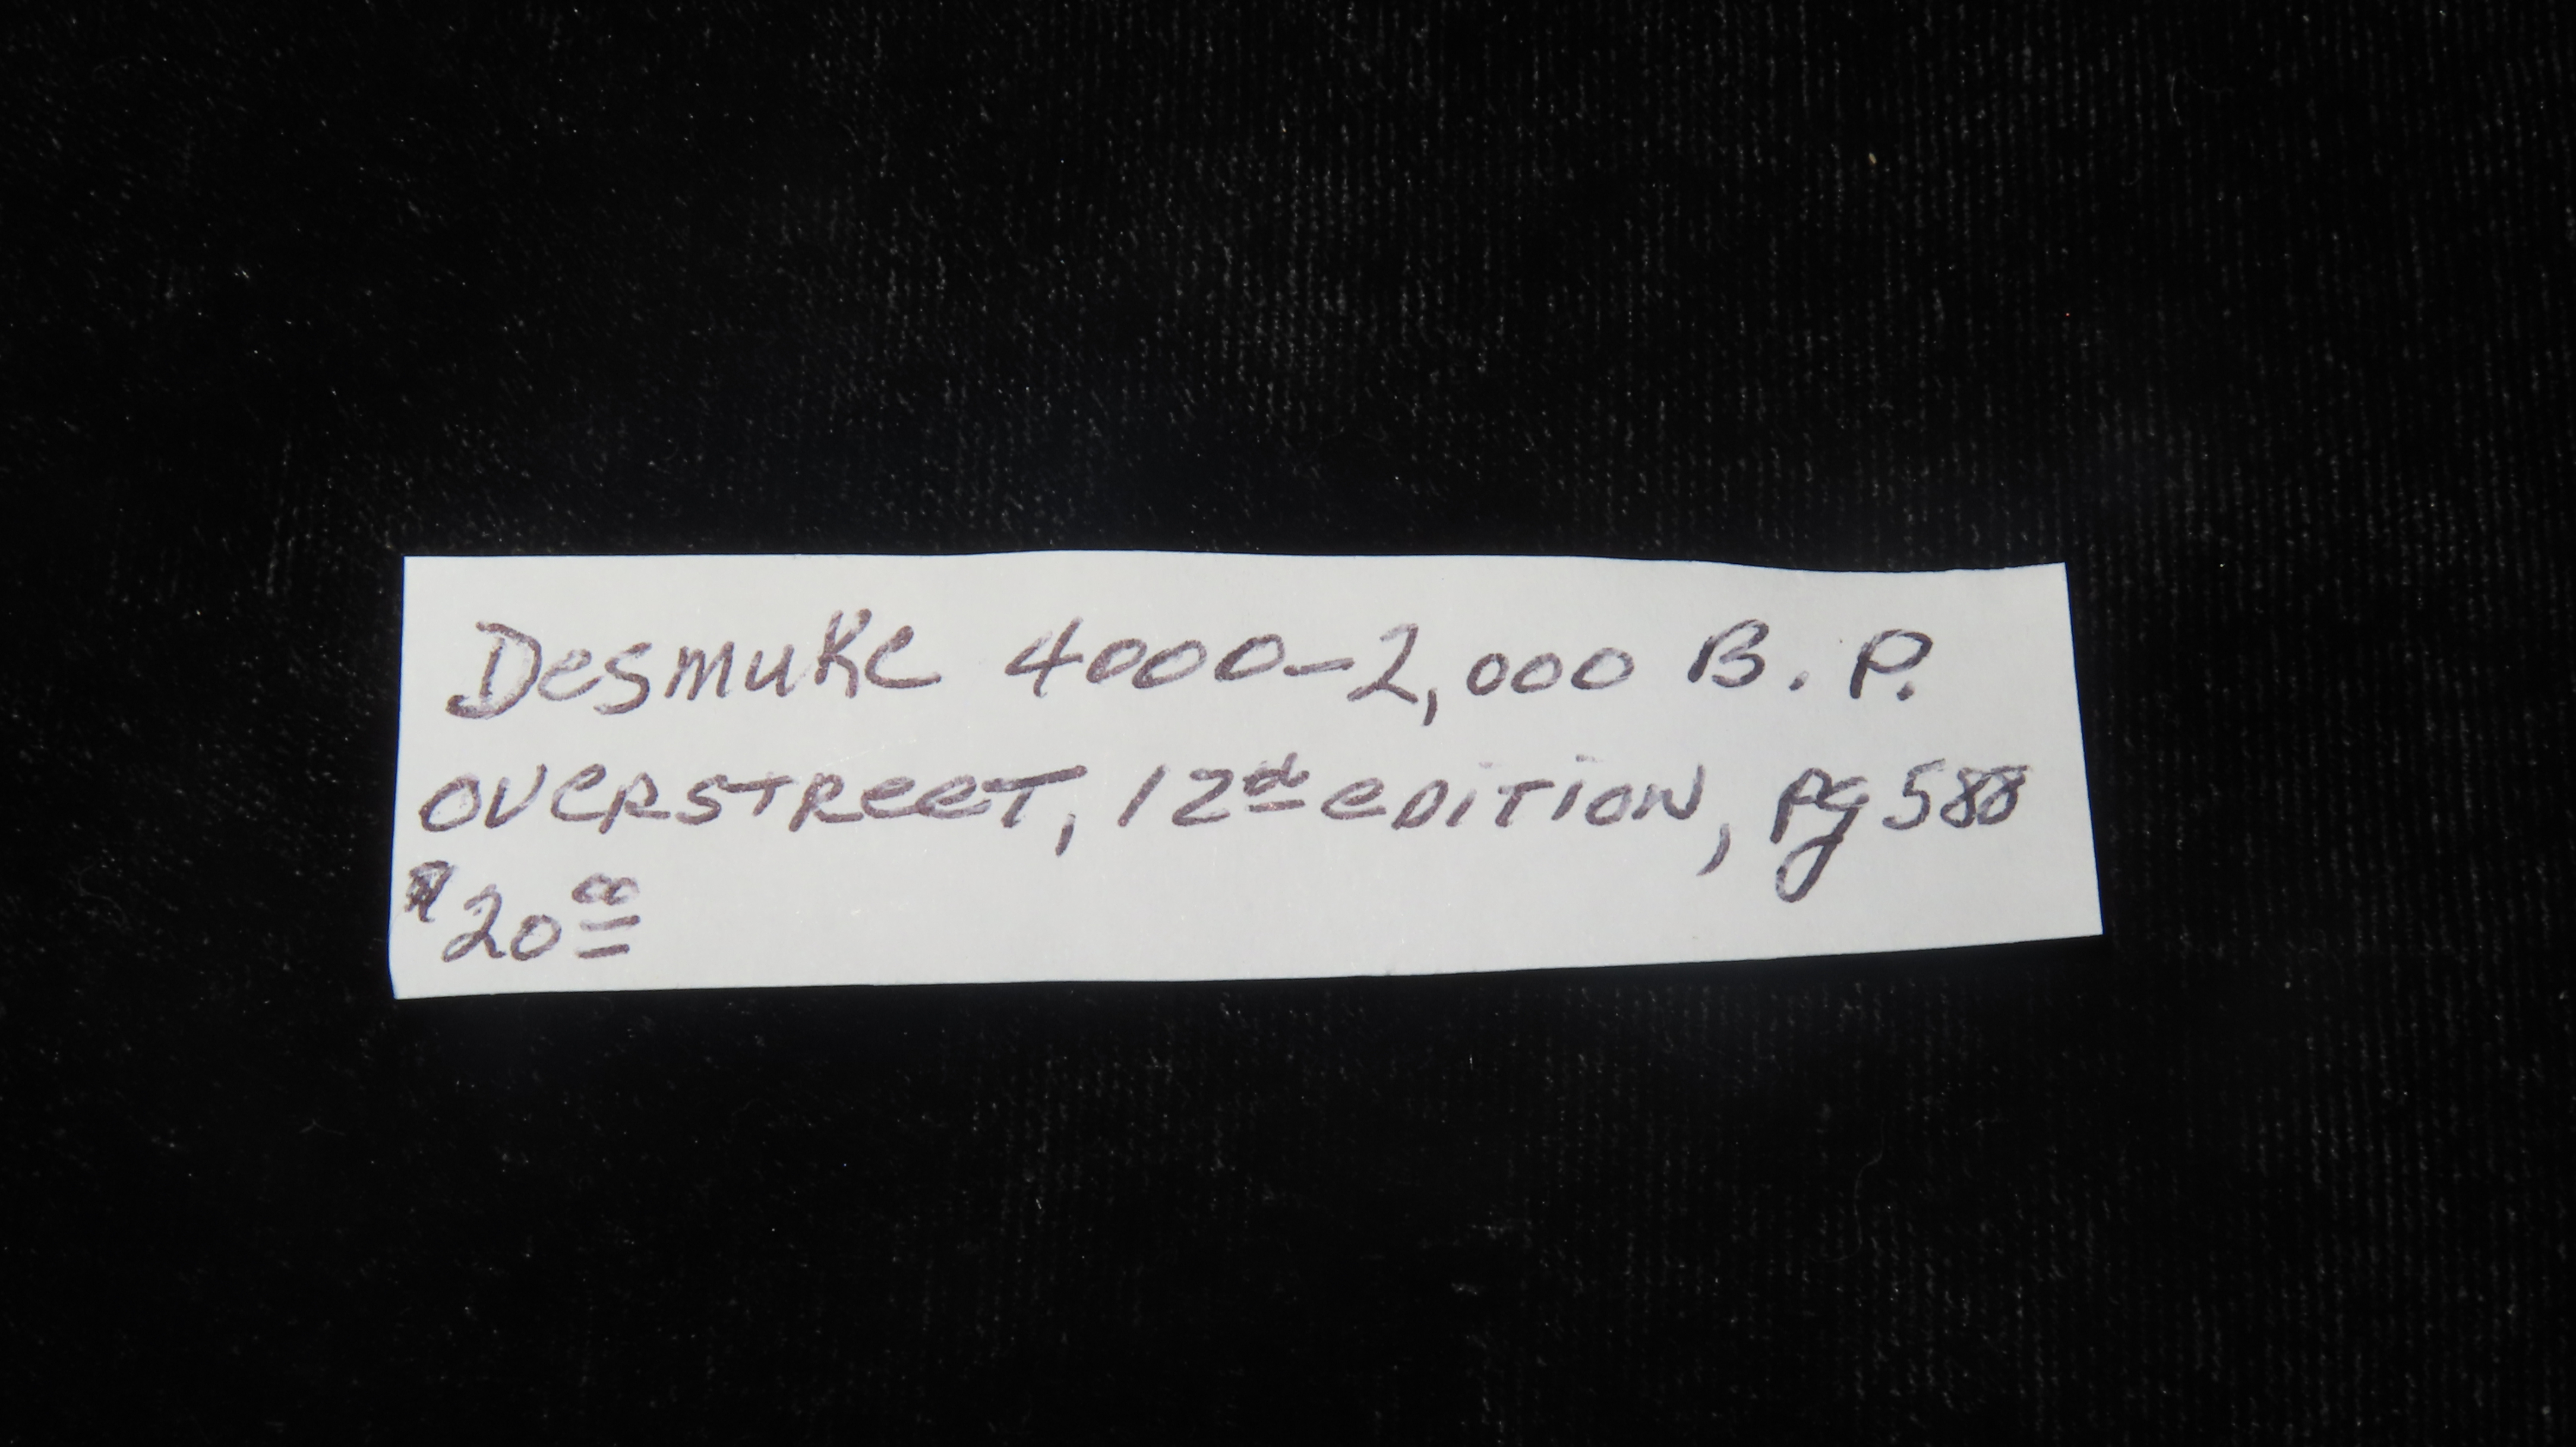 Desmuke 4000-2,000 B.P.
OVERSTREET, 12th EDITION, Pg 588
$20 00